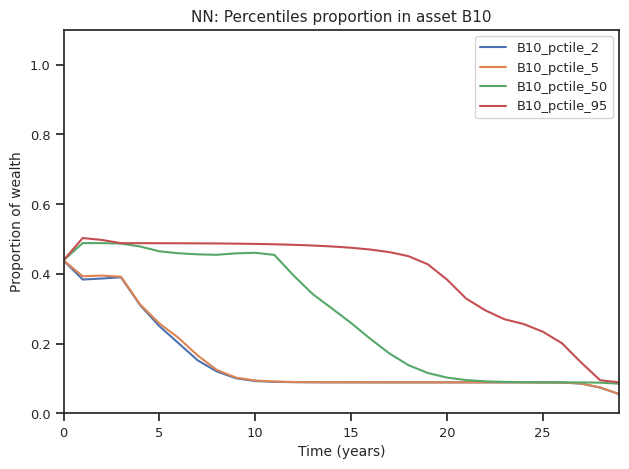 NN: Percentiles proportion in asset B10
B10_pctile_2
B10_pctile_5
B10_pctile_50
B10_pctile_95
Proportion of wealth
1.0
0.8
0.6
0.4
0.2
0.0
0 5 10 15 20 25
Time (years)